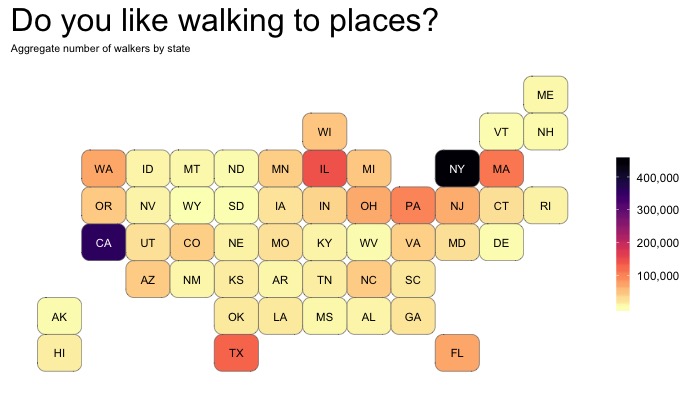 Do you like walking to places?
Aggregate number of walkers by state
ME
WI VT NH
WA ID MT ND MN IL MI NY MA
OR NV WY SD IA IN OH PA NJ CT RI
CA UT CO NE MO KY WV VA MD DE
AZ NM KS AR TN NC SC
AK OK LA MS AL GA
HI TX FL
400,000
300,000
200,000
100,000